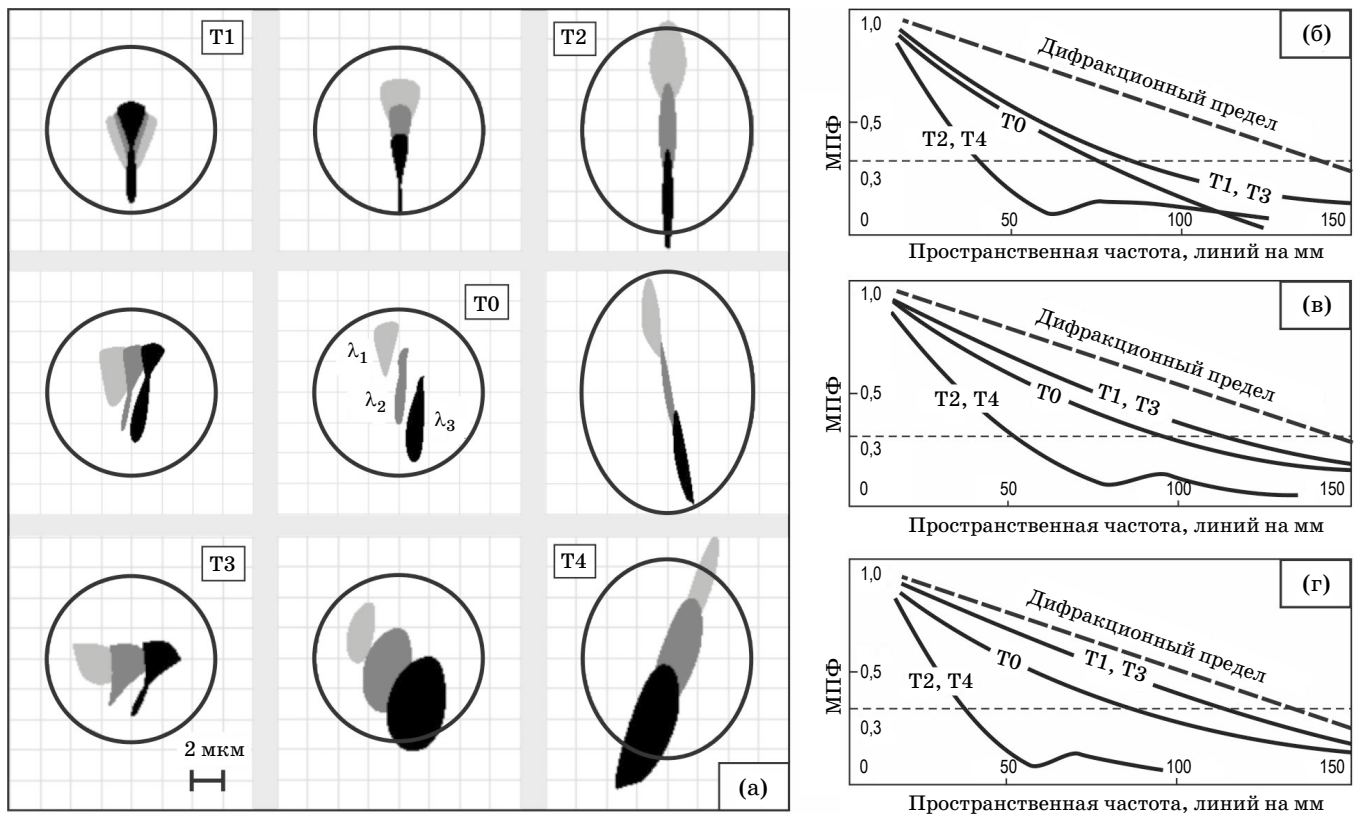 T1
T2
T0
λ1
λ2
λ3
T3
T4
2 мкм
(а)
1,0
(б)
Дифракционный предел
МПФ
0,5
T0
T2, T4
0,3
T1, T3
0
50
100
150
Пространственная частота, линий на мм
1,0
(в)
Дифракционный предел
МПФ
0,5
T1, T3
T2, T4
T0
0,3
0
50
100
150
Пространственная частота, линий на мм
1,0
(г)
Дифракционный предел
МПФ
0,5
T0
T1, T3
T2, T4
0,3
0
50
100
150
Пространственная частота, линий на мм